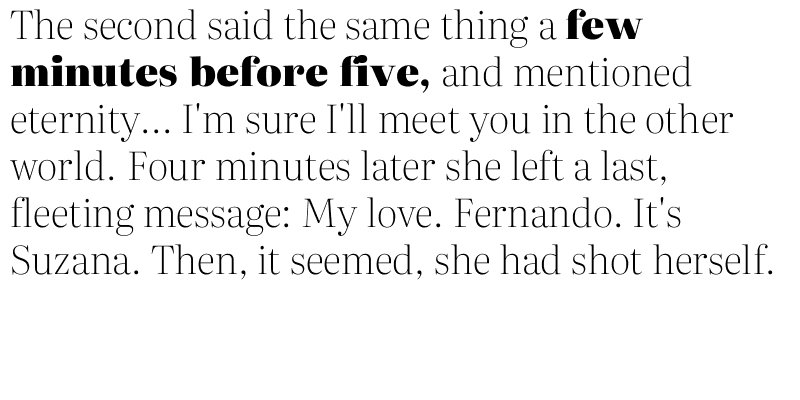 The second said the same thing a few
minutes before five, and mentioned
eternity... I'm sure I'll meet you in the other
world. Four minutes later she left a last,
fleeting message: My love. Fernando. It's
Suzana. Then, it seemed, she had shot herself.